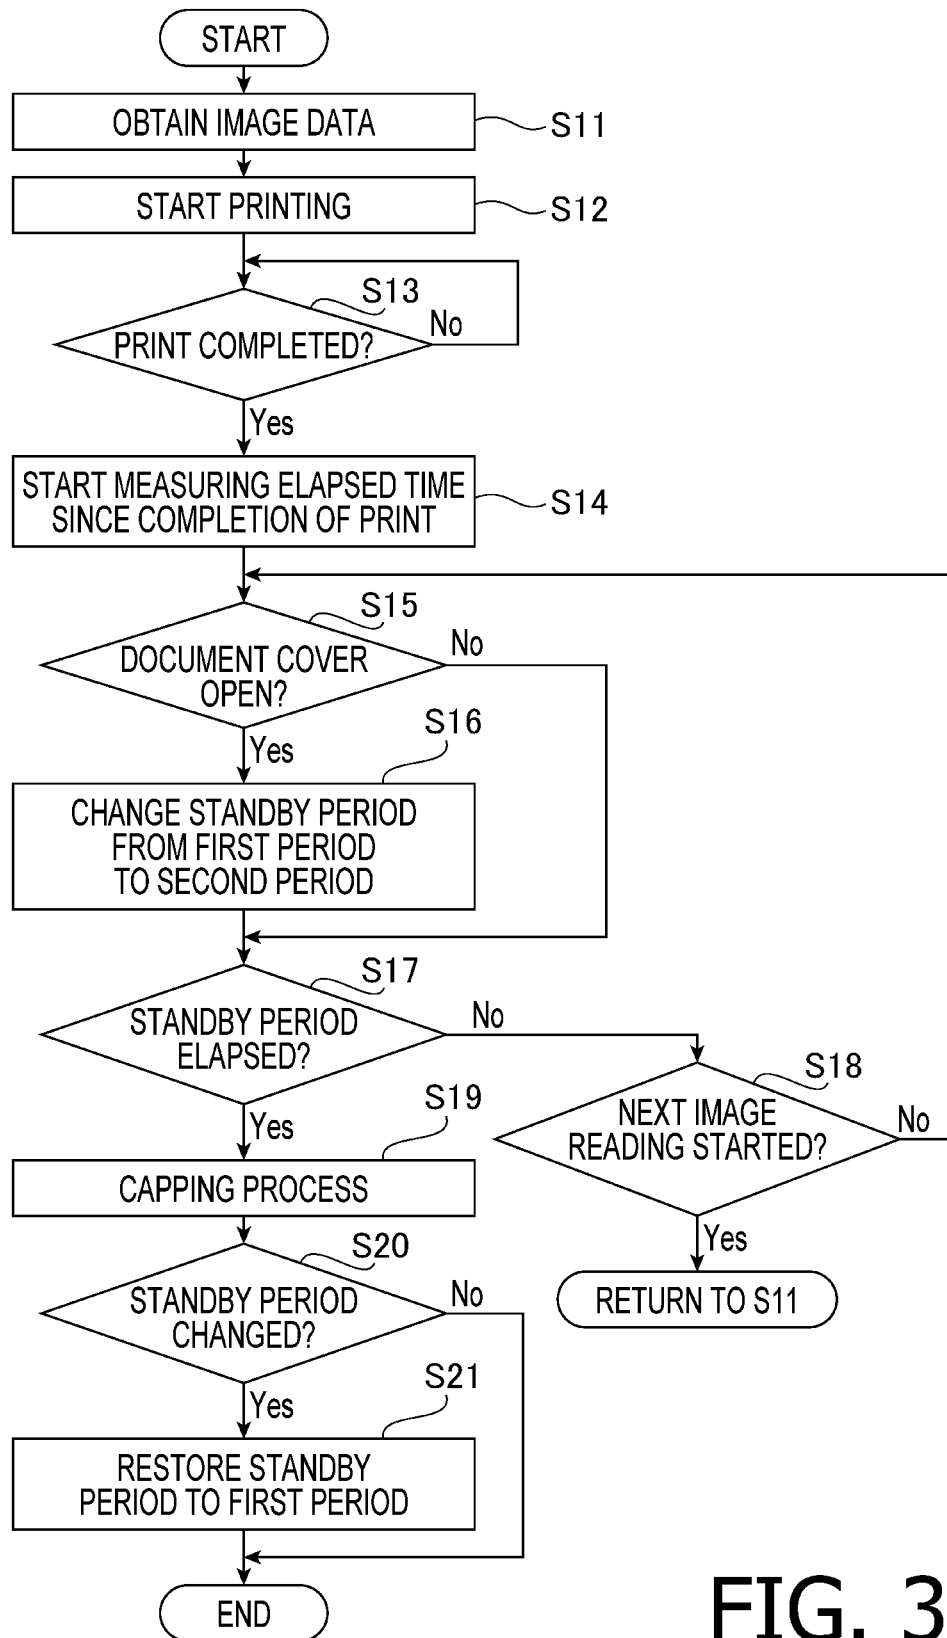 START
OBTAIN IMAGE DATA
S11
START PRINTING
S12
S13
No
PRINT COMPLETED?
Yes
START MEASURING ELAPSED TIME
SINCE COMPLETION OF PRINT
S14
S15
No
DOCUMENT COVER
OPEN?
Yes
S16
CHANGE STANDBY PERIOD
FROM FIRST PERIOD
TO SECOND PERIOD
S17
No
STANDBY PERIOD
ELAPSED?
Yes
S18
NEXT IMAGE
READING STARTED?
No
Yes
RETURN TO S11
S19
CAPPING PROCESS
S20
No
STANDBY PERIOD
CHANGED?
Yes
S21
RESTORE STANDBY
PERIOD TO FIRST PERIOD
END
FIG. 3